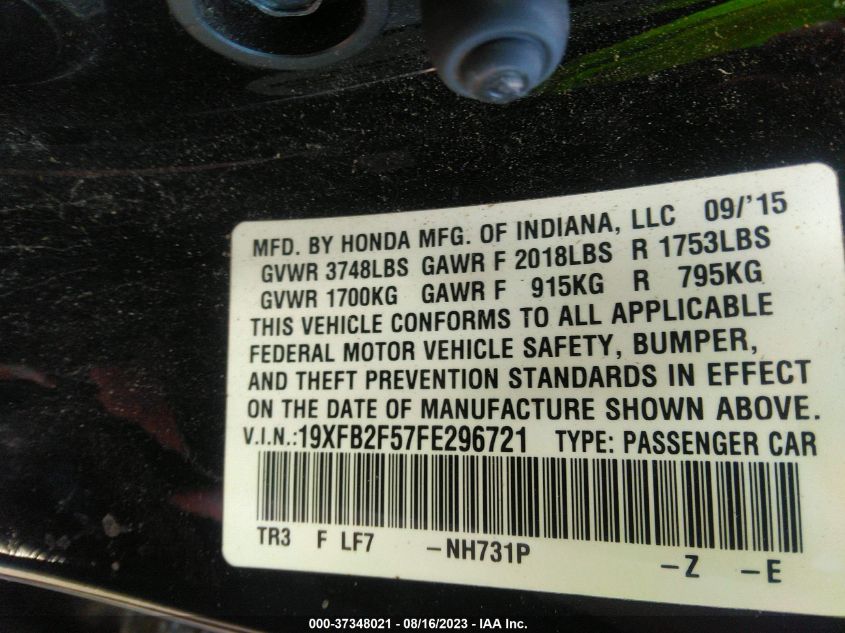 MFD. BY HONDA MFG. OF INDIANA, LLC 09/'15
GVWR 3748LBS GAWR F 2018LBS R 1753LBS
GVWR 1700KG GAWR F 915KG R 795KG
THIS VEHICLE CONFORMS TO ALL APPLICABLE
FEDERAL MOTOR VEHICLE SAFETY, BUMPER,
AND THEFT PREVENTION STANDARDS IN EFFECT
ON THE DATE OF MANUFACTURE SHOWN ABOVE.
V.I.N.:19XFB2F57FE296721 TYPE: PASSENGER CAR
TR3 F LF7 –NH731P –Z –E
000-37348021 - 08/16/2023 - IAA Inc.